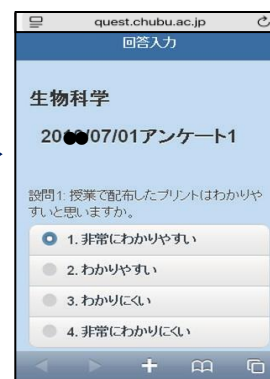 quest.chubu.ac.jp
回答入力
生物科学
20 /07/01アンケート1
設問1: 授業で配布したプリントはわかりや
すいと思いますか。
1. 非常にわかりやすい
2. わかりやすい
3. わかりにくい
4. 非常にわかりにくい